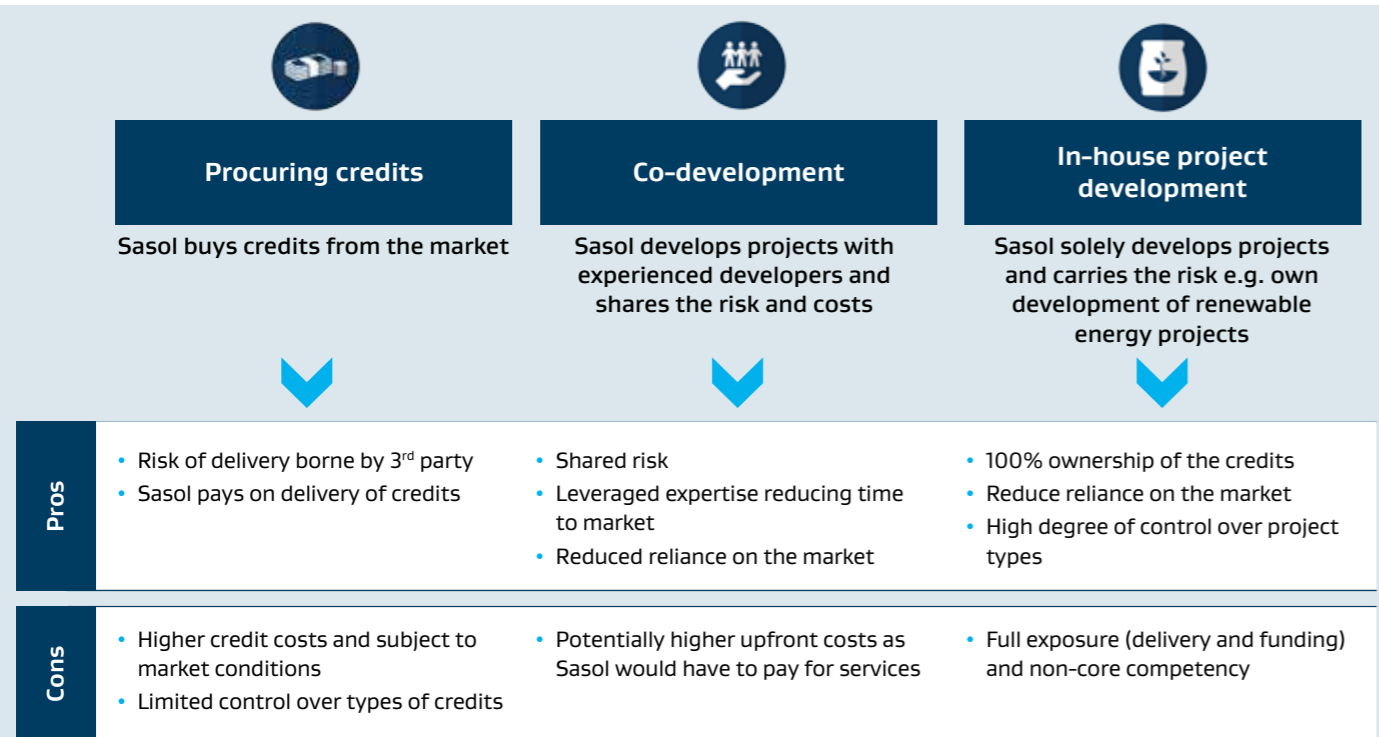 Procuring credits
Sasol buys credits from the market
Co-development
Sasol develops projects with
experienced developers and
shares the risk and costs
In-house project
development
Sasol solely develops projects
and carries the risk e.g. own
development of renewable
energy projects
Pros
• Risk of delivery borne by 3rd party
• Sasol pays on delivery of credits
• Shared risk
• Leveraged expertise reducing time
to market
• Reduced reliance on the market
• 100% ownership of the credits
• Reduce reliance on the market
• High degree of control over project
types
Cons
• Higher credit costs and subject to
market conditions
• Limited control over types of credits
• Potentially higher upfront costs as
Sasol would have to pay for services
• Full exposure (delivery and funding)
and non-core competency